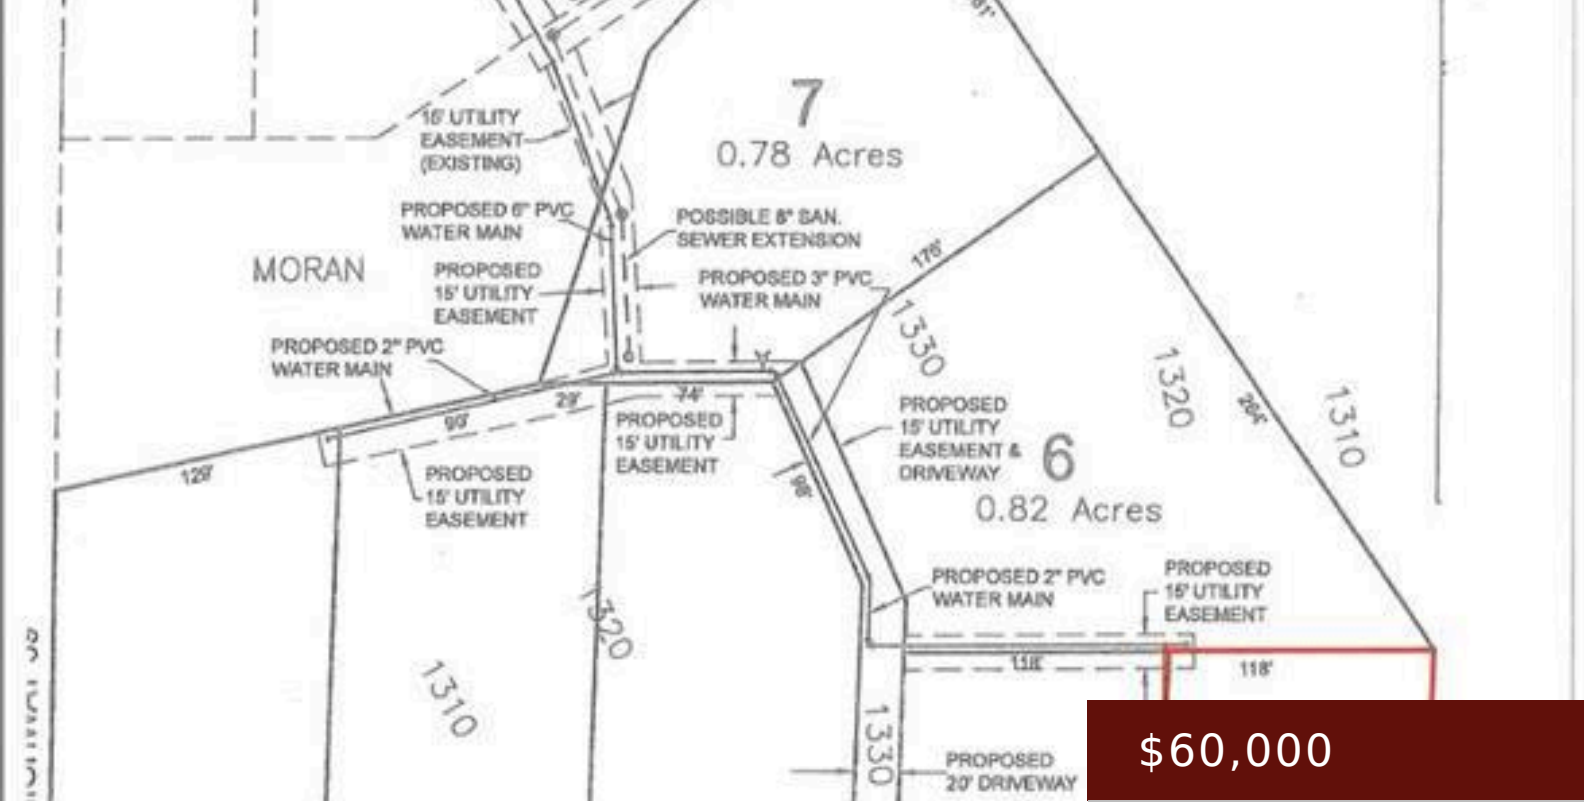 7
0.78 Acres
15' UTILITY
EASEMENT
(EXISTING)
PROPOSED 6" PVC
WATER MAIN
POSSIBLE 8" SAN.
SEWER EXTENSION
MORAN
PROPOSED
15' UTILITY
EASEMENT
PROPOSED 3" PVC
WATER MAIN
176'
1330
PROPOSED 2" PVC
WATER MAIN
1320
264'
1310
90'
29'
74'
129'
PROPOSED
15' UTILITY
EASEMENT
PROPOSED
15' UTILITY
EASEMENT
98'
PROPOSED
15' UTILITY
EASEMENT &
DRIVEWAY
6
0.82 Acres
PROPOSED 2" PVC
WATER MAIN
PROPOSED
15' UTILITY
EASEMENT
1320
1310
118'
118'
1330
PROPOSED
20' DRIVEWAY
$60,000